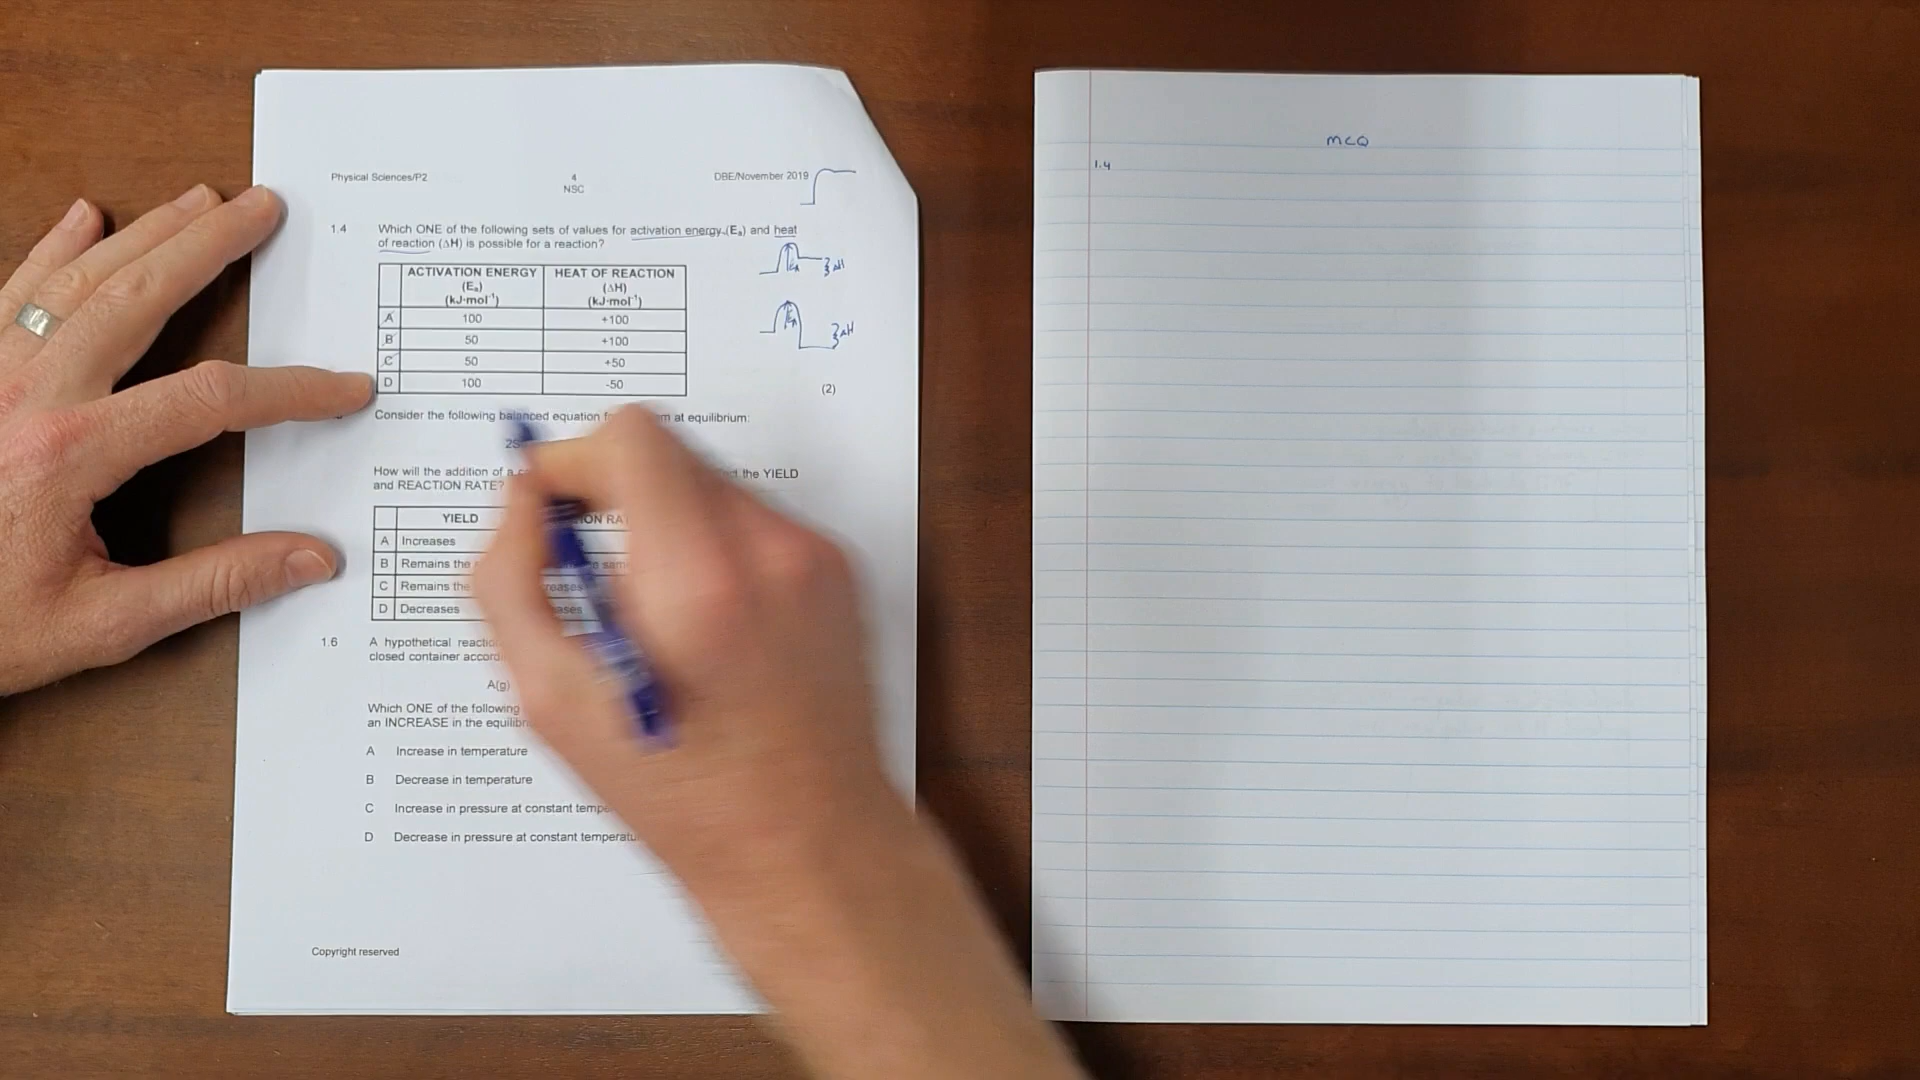 Physical Sciences/P2 4 DBE/November 2019
NSC
1.4 Which ONE of the following sets of values for activation energy (Eₐ) and heat
of reaction (ΔH) is possible for a reaction?
ACTIVATION ENERGY HEAT OF REACTION
(Eₐ) (ΔH)
(kJ·mol⁻¹) (kJ·mol⁻¹)
A 100 +100
B 50 +100
C 50 +50
D 100 -50
(2)
EA ΔH
EA ΔH
Consider the following balanced equation at equilibrium:
How will the addition of a the YIELD
and REACTION RATE?
YIELD
A Increases
B Remains the
C Remains the
D Decreases
1.6 A hypothetical
closed container
A(g)
Which ONE of the following
an INCREASE in the
A Increase in temperature
B Decrease in temperature
C Increase in pressure at constant
D Decrease in pressure at constant
Copyright reserved
MCQ
1.4